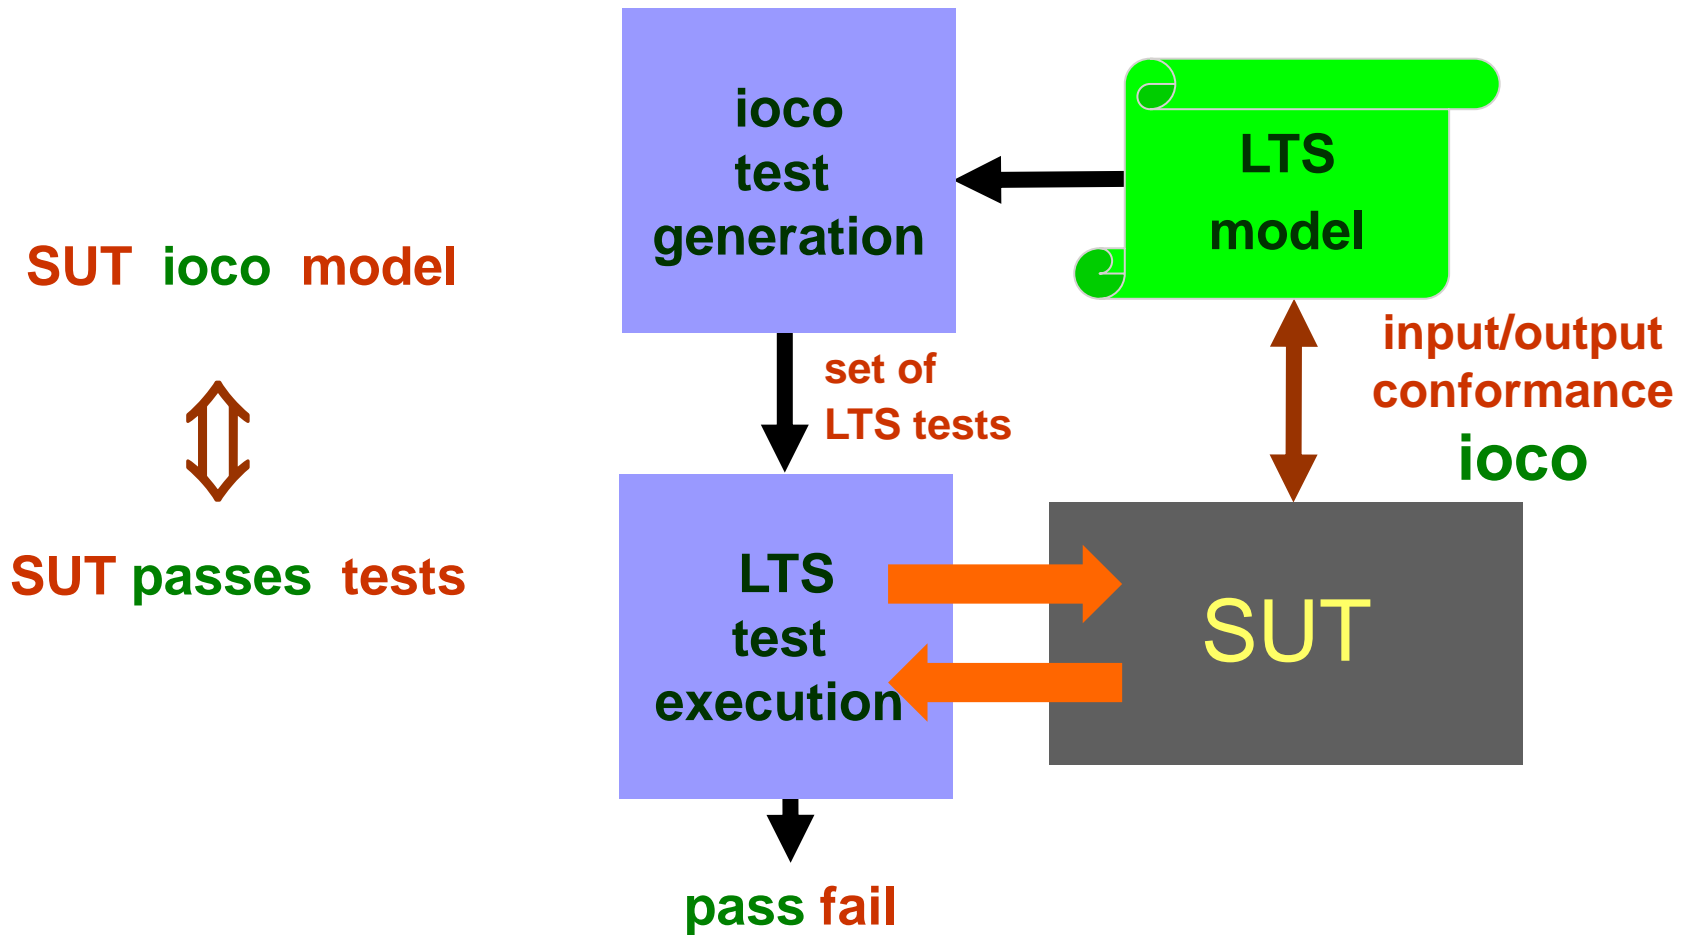 SUT ioco model
SUT passes tests
ioco
test
generation
LTS
model
set of
LTS tests
input/output
conformance
ioco
LTS
test
execution
SUT
pass fail